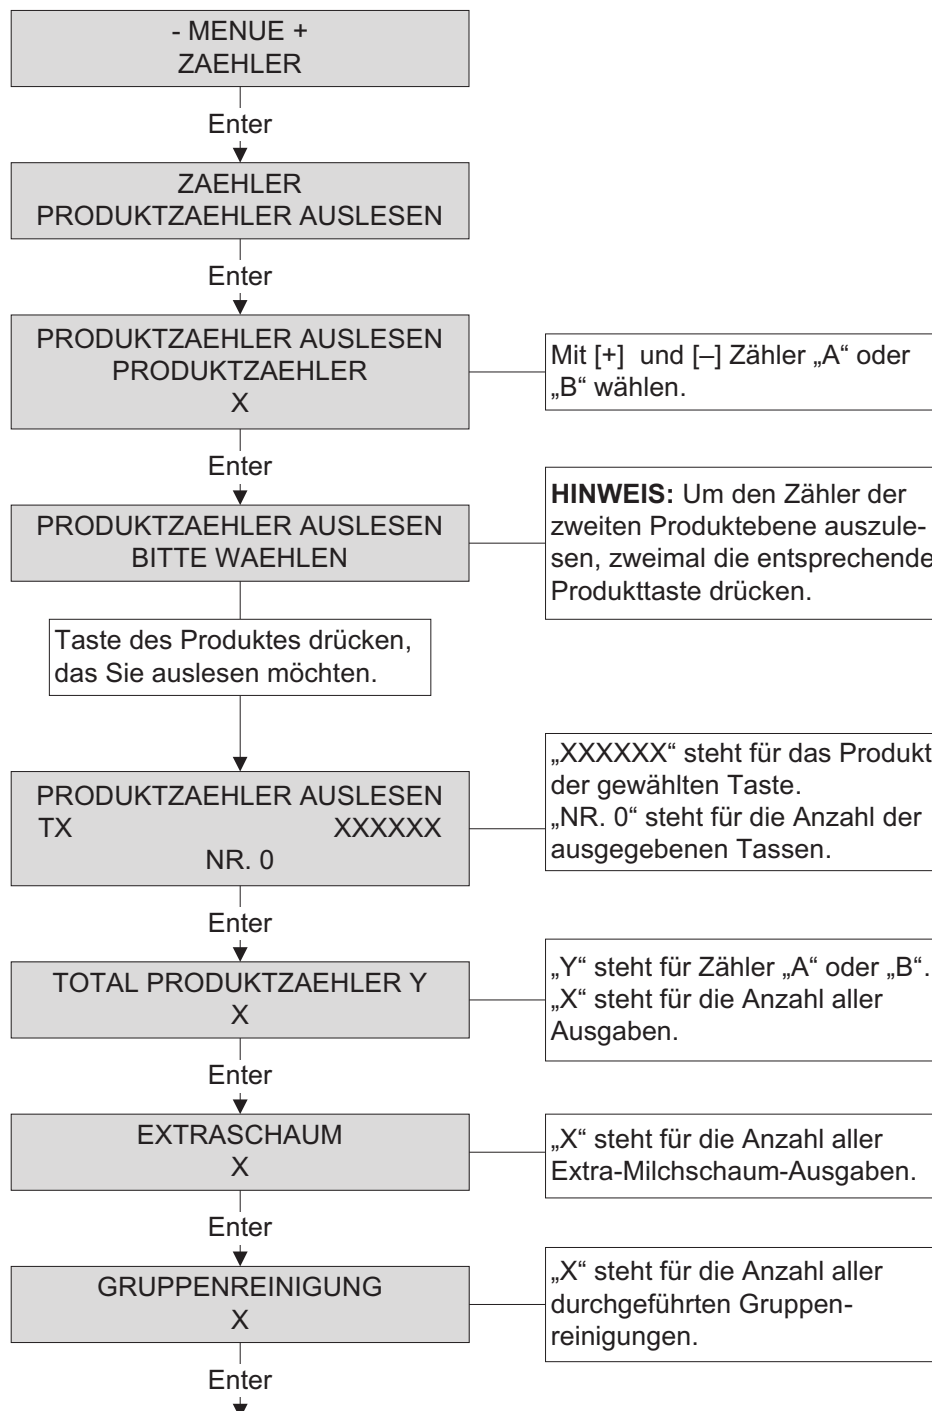 - MENUE +
ZAEHLER
Enter
ZAEHLER
PRODUKTZAEHLER AUSLESEN
Enter
PRODUKTZAEHLER AUSLESEN
PRODUKTZAEHLER
X
Mit [+] und [–] Zähler „A“ oder
„B“ wählen.
Enter
PRODUKTZAEHLER AUSLESEN
BITTE WAEHLEN
HINWEIS: Um den Zähler der
zweiten Produktebene auszule-
sen, zweimal die entsprechende
Produkttaste drücken.
Taste des Produktes drücken,
das Sie auslesen möchten.
PRODUKTZAEHLER AUSLESEN
TX XXXXXX
NR. 0
„XXXXXX“ steht für das Produkt
der gewählten Taste.
„NR. 0“ steht für die Anzahl der
ausgegebenen Tassen.
Enter
TOTAL PRODUKTZAEHLER Y
X
„Y“ steht für Zähler „A“ oder „B“.
„X“ steht für die Anzahl aller
Ausgaben.
Enter
EXTRASCHAUM
X
„X“ steht für die Anzahl aller
Extra-Milchschaum-Ausgaben.
Enter
GRUPPENREINIGUNG
X
„X“ steht für die Anzahl aller
durchgeführten Gruppen-
reinigungen.
Enter